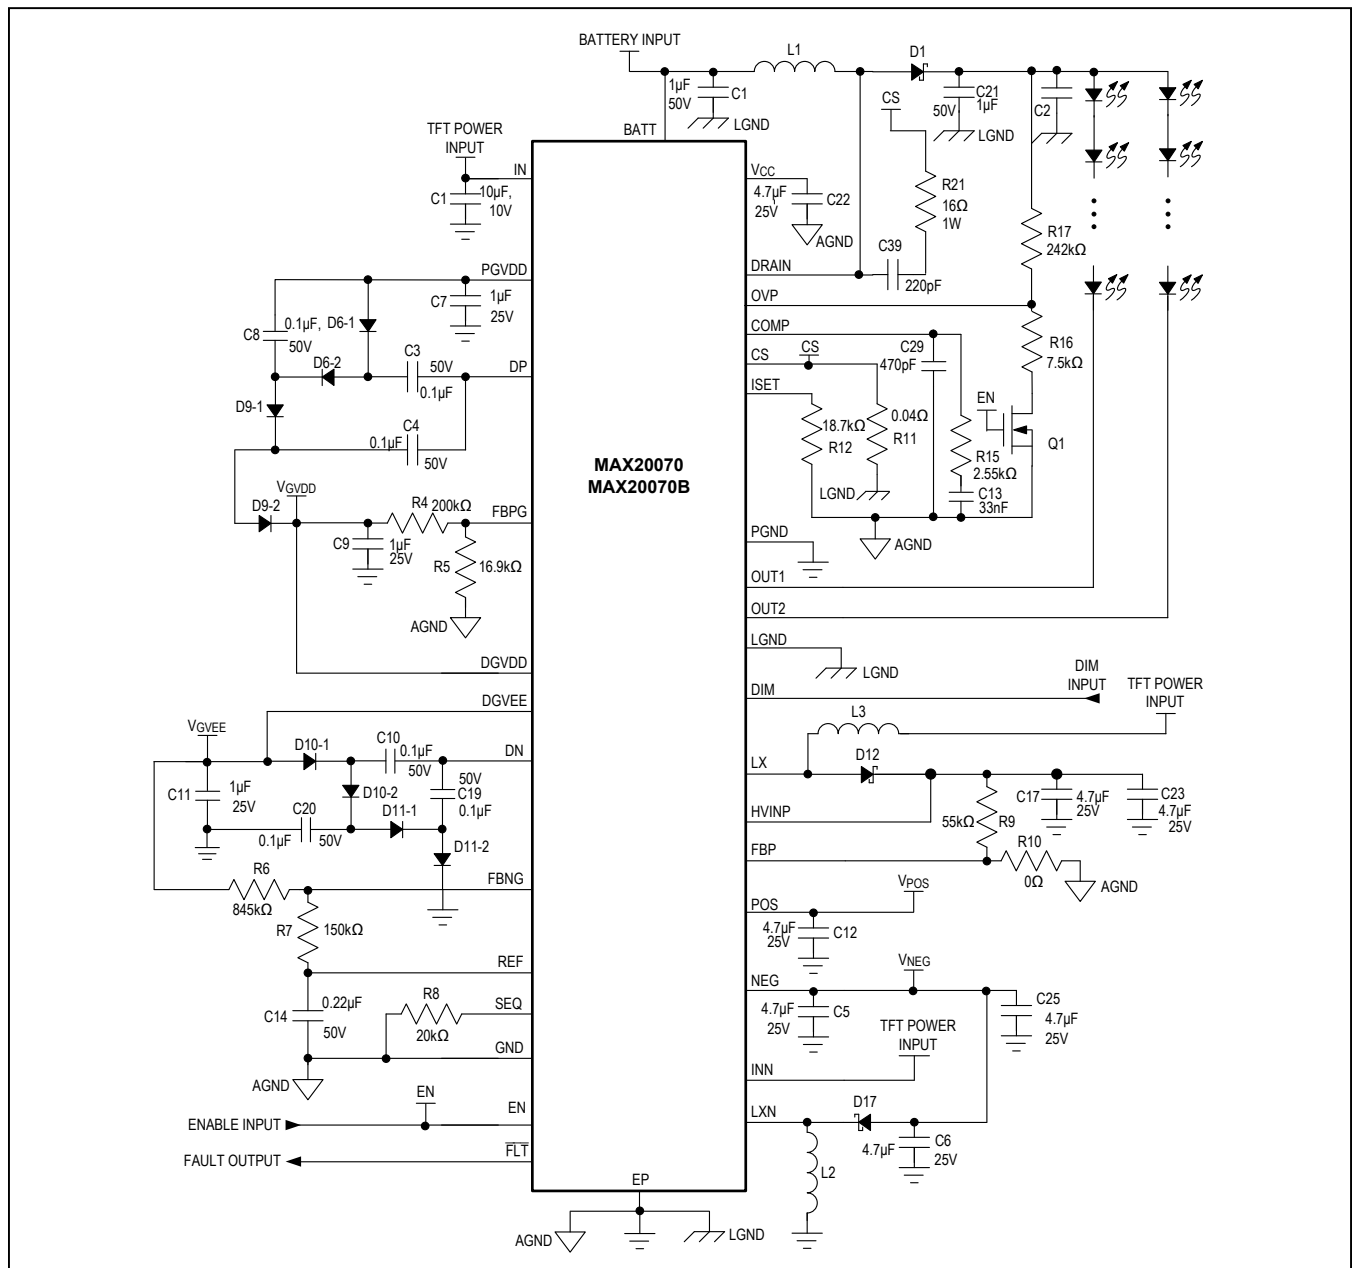 BATTERY INPUT
L1
D1
1µF
50V
C1
LGND
CS
C21
50V
1µF
LGND
C2
BATT
TFT POWER
INPUT
IN
C1
10µF,
10V
VCC
4.7µF
25V
C22
AGND
R21
16Ω
1W
R17
242kΩ
C39
220pF
DRAIN
OVP
PGVDD
C7
1µF
25V
C8
0.1µF,
50V
D6-1
D6-2
C3
50V
0.1µF
DP
COMP
CS
CS
C29
470pF
R16
7.5kΩ
ISET
D9-1
C4
0.1µF
50V
18.7kΩ
R12
0.04Ω
R11
EN
Q1
R15
2.55kΩ
MAX20070
MAX20070B
LGND
C13
33nF
VGVDD
D9-2
R4
200kΩ
FBPG
C9
1µF
25V
R5
16.9kΩ
AGND
PGND
AGND
OUT1
OUT2
DGVDD
LGND
LGND
DGVEE
DIM
DIM
INPUT
TFT POWER
INPUT
VGVEE
D10-1
C10
0.1µF
50V
DN
L3
LX
D12
C11
1µF
25V
D10-2
50V
C19
0.1µF
C20
0.1µF
50V
D11-1
D11-2
HVINP
55kΩ
R9
C17
4.7µF
25V
C23
4.7µF
25V
FBP
R10
0Ω
AGND
R6
845kΩ
FBNG
R7
150kΩ
POS
VPOS
4.7µF
25V
C12
REF
NEG
VNEG
C14
0.22µF
50V
R8
20kΩ
SEQ
4.7µF
25V
C5
C25
4.7µF
25V
GND
AGND
TFT POWER
INPUT
INN
EN
EN
ENABLE INPUT
LXN
D17
4.7µF
C6
25V
FAULT OUTPUT
FLT
L2
EP
AGND
LGND